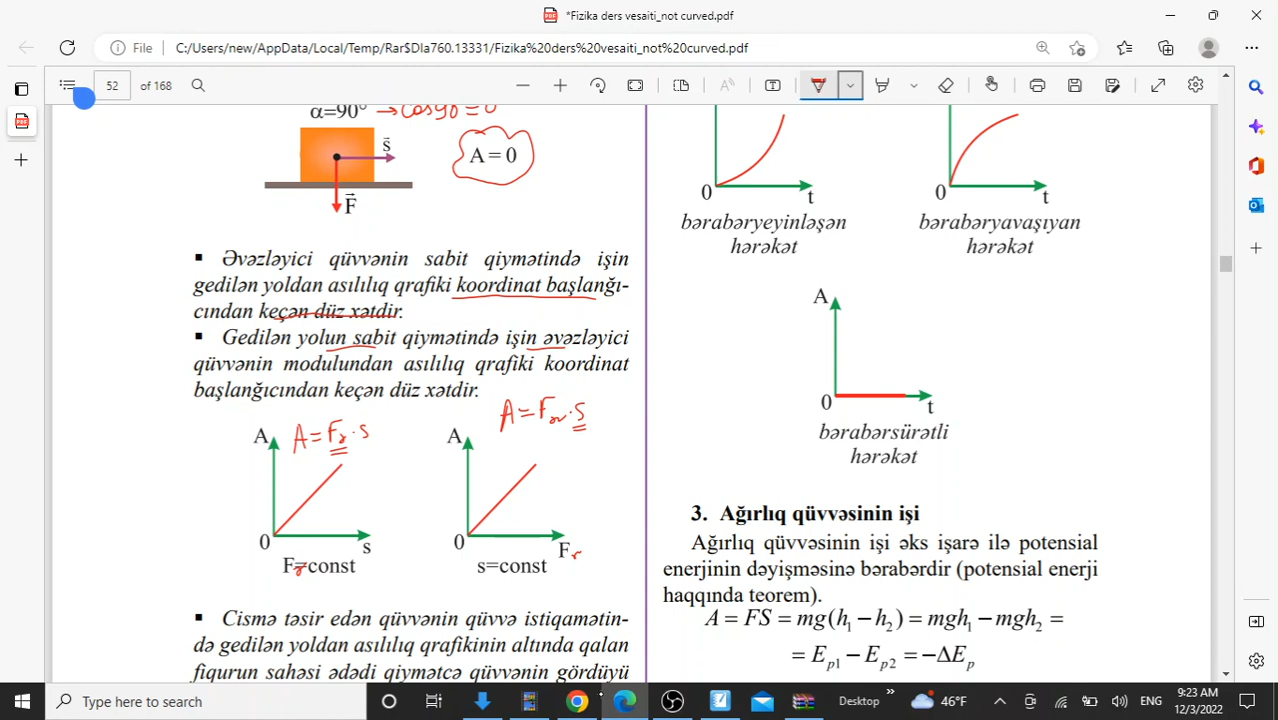 *Fizika ders vesaiti_not curved.pdf
File
C:/Users/new/AppData/Local/Temp/Rar$DIa760.13331/Fizika%20ders%20vesaiti_not%20curved.pdf
52 of 168
α=90° →cos90 = 0
s⃗
A = 0
F⃗
▪ Əvəzləyici qüvvənin sabit qiymətində işin
gedilən yoldan asılılıq qrafiki koordinat başlanğı-
cından keçən düz xətdir.
▪ Gedilən yolun sabit qiymətində işin əvəzləyici
qüvvənin modulundan asılılıq qrafiki koordinat
başlanğıcından keçən düz xətdir.
A A=Fəv·s
0 s
F=const
A A=Fəv·s
0 F
s=const
▪ Cismə təsir edən qüvvənin qüvvə istiqamətin-
də gedilən yoldan asılılıq qrafikinin altında qalan
fiqurun sahəsi ədədi qiymətcə qüvvənin gördüyü
0 t
bərabəryeyinləşən
hərəkət
0 t
bərabəryavaşıyan
hərəkət
A
0 t
bərabərsürətli
hərəkət
3. Ağırlıq qüvvəsinin işi
Ağırlıq qüvvəsinin işi əks işarə ilə potensial
enerjinin dəyişməsinə bərabərdir (potensial enerji
haqqında teorem).
A = FS = mg(h₁ − h₂) = mgh₁ − mgh₂ =
= Eₚ₁ − Eₚ₂ = −ΔEₚ
Type here to search
Desktop
46°F
ENG
9:23 AM
12/3/2022